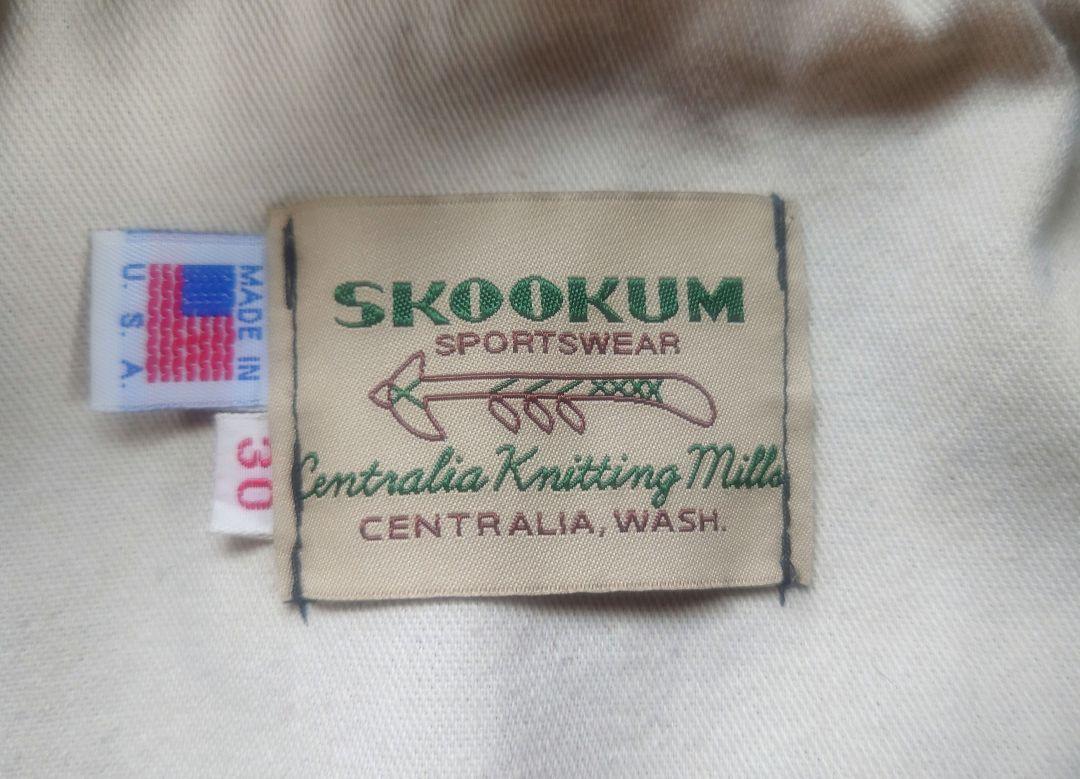 SKOOKUM
SPORTSWEAR
Centralia Knitting Mills
CENTRALIA, WASH.
MADE IN
U. S. A.
30